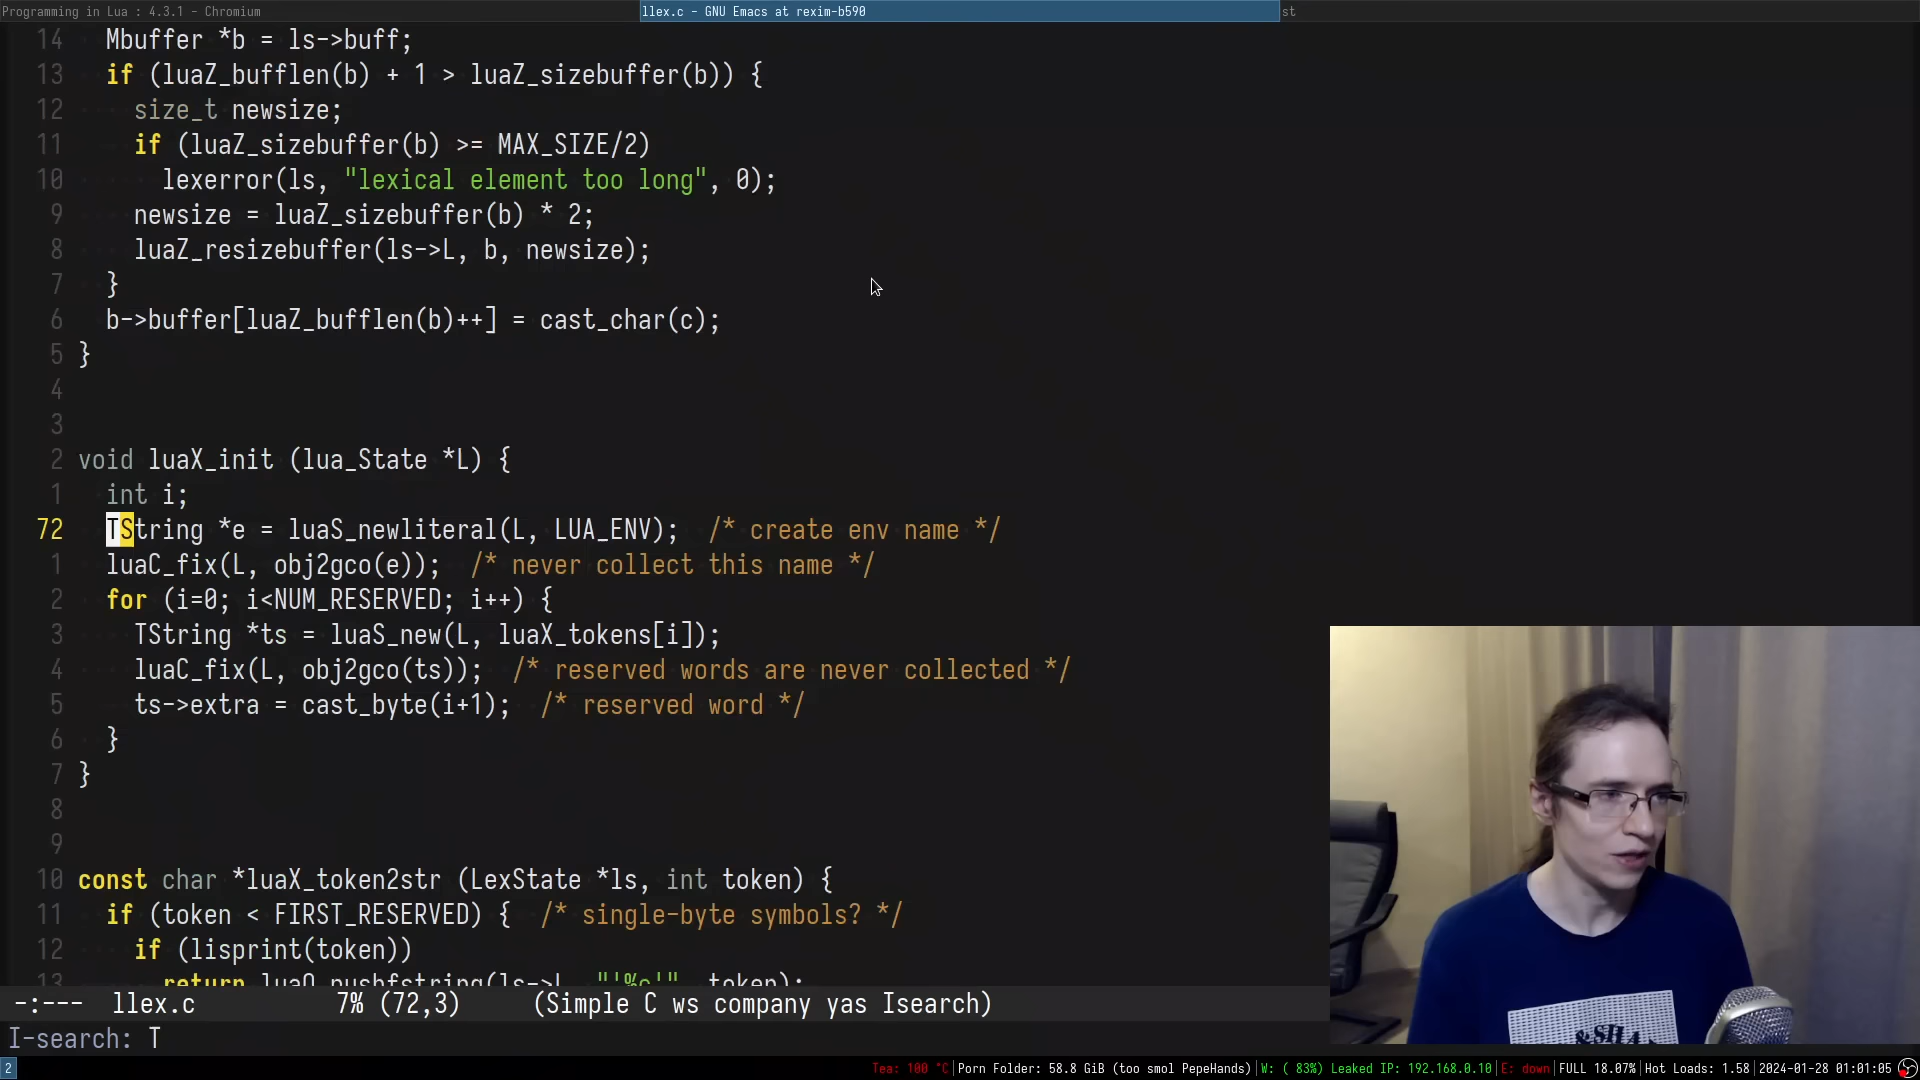 Programming in Lua : 4.3.1 - Chromium
llex.c - GNU Emacs at rexim-b590
st
14 Mbuffer *b = ls->buff;
13 if (luaZ_bufflen(b) + 1 > luaZ_sizebuffer(b)) {
12 size_t newsize;
11 if (luaZ_sizebuffer(b) >= MAX_SIZE/2)
10 lexerror(ls, "lexical element too long", 0);
9 newsize = luaZ_sizebuffer(b) * 2;
8 luaZ_resizebuffer(ls->L, b, newsize);
7 }
6 b->buffer[luaZ_bufflen(b)++] = cast_char(c);
5 }
4
3
2 void luaX_init (lua_State *L) {
1 int i;
72 TString *e = luaS_newliteral(L, LUA_ENV); /* create env name */
1 luaC_fix(L, obj2gco(e)); /* never collect this name */
2 for (i=0; i<NUM_RESERVED; i++) {
3 TString *ts = luaS_new(L, luaX_tokens[i]);
4 luaC_fix(L, obj2gco(ts)); /* reserved words are never collected */
5 ts->extra = cast_byte(i+1); /* reserved word */
6 }
7 }
8
9
10 const char *luaX_token2str (LexState *ls, int token) {
11 if (token < FIRST_RESERVED) { /* single-byte symbols? */
12 if (lisprint(token))
13 return luaO_pushfstring(ls->L, "'%c'", token);
-:--- llex.c 7% (72,3) (Simple C ws company yas Isearch)
I-search: T
2
Tea: 100 °C|Porn Folder: 58.8 GiB (too smol PepeHands)|W: ( 83%) Leaked IP: 192.168.0.10|E: down|FULL 18.07%|Hot Loads: 1.58|2024-01-28 01:01:05